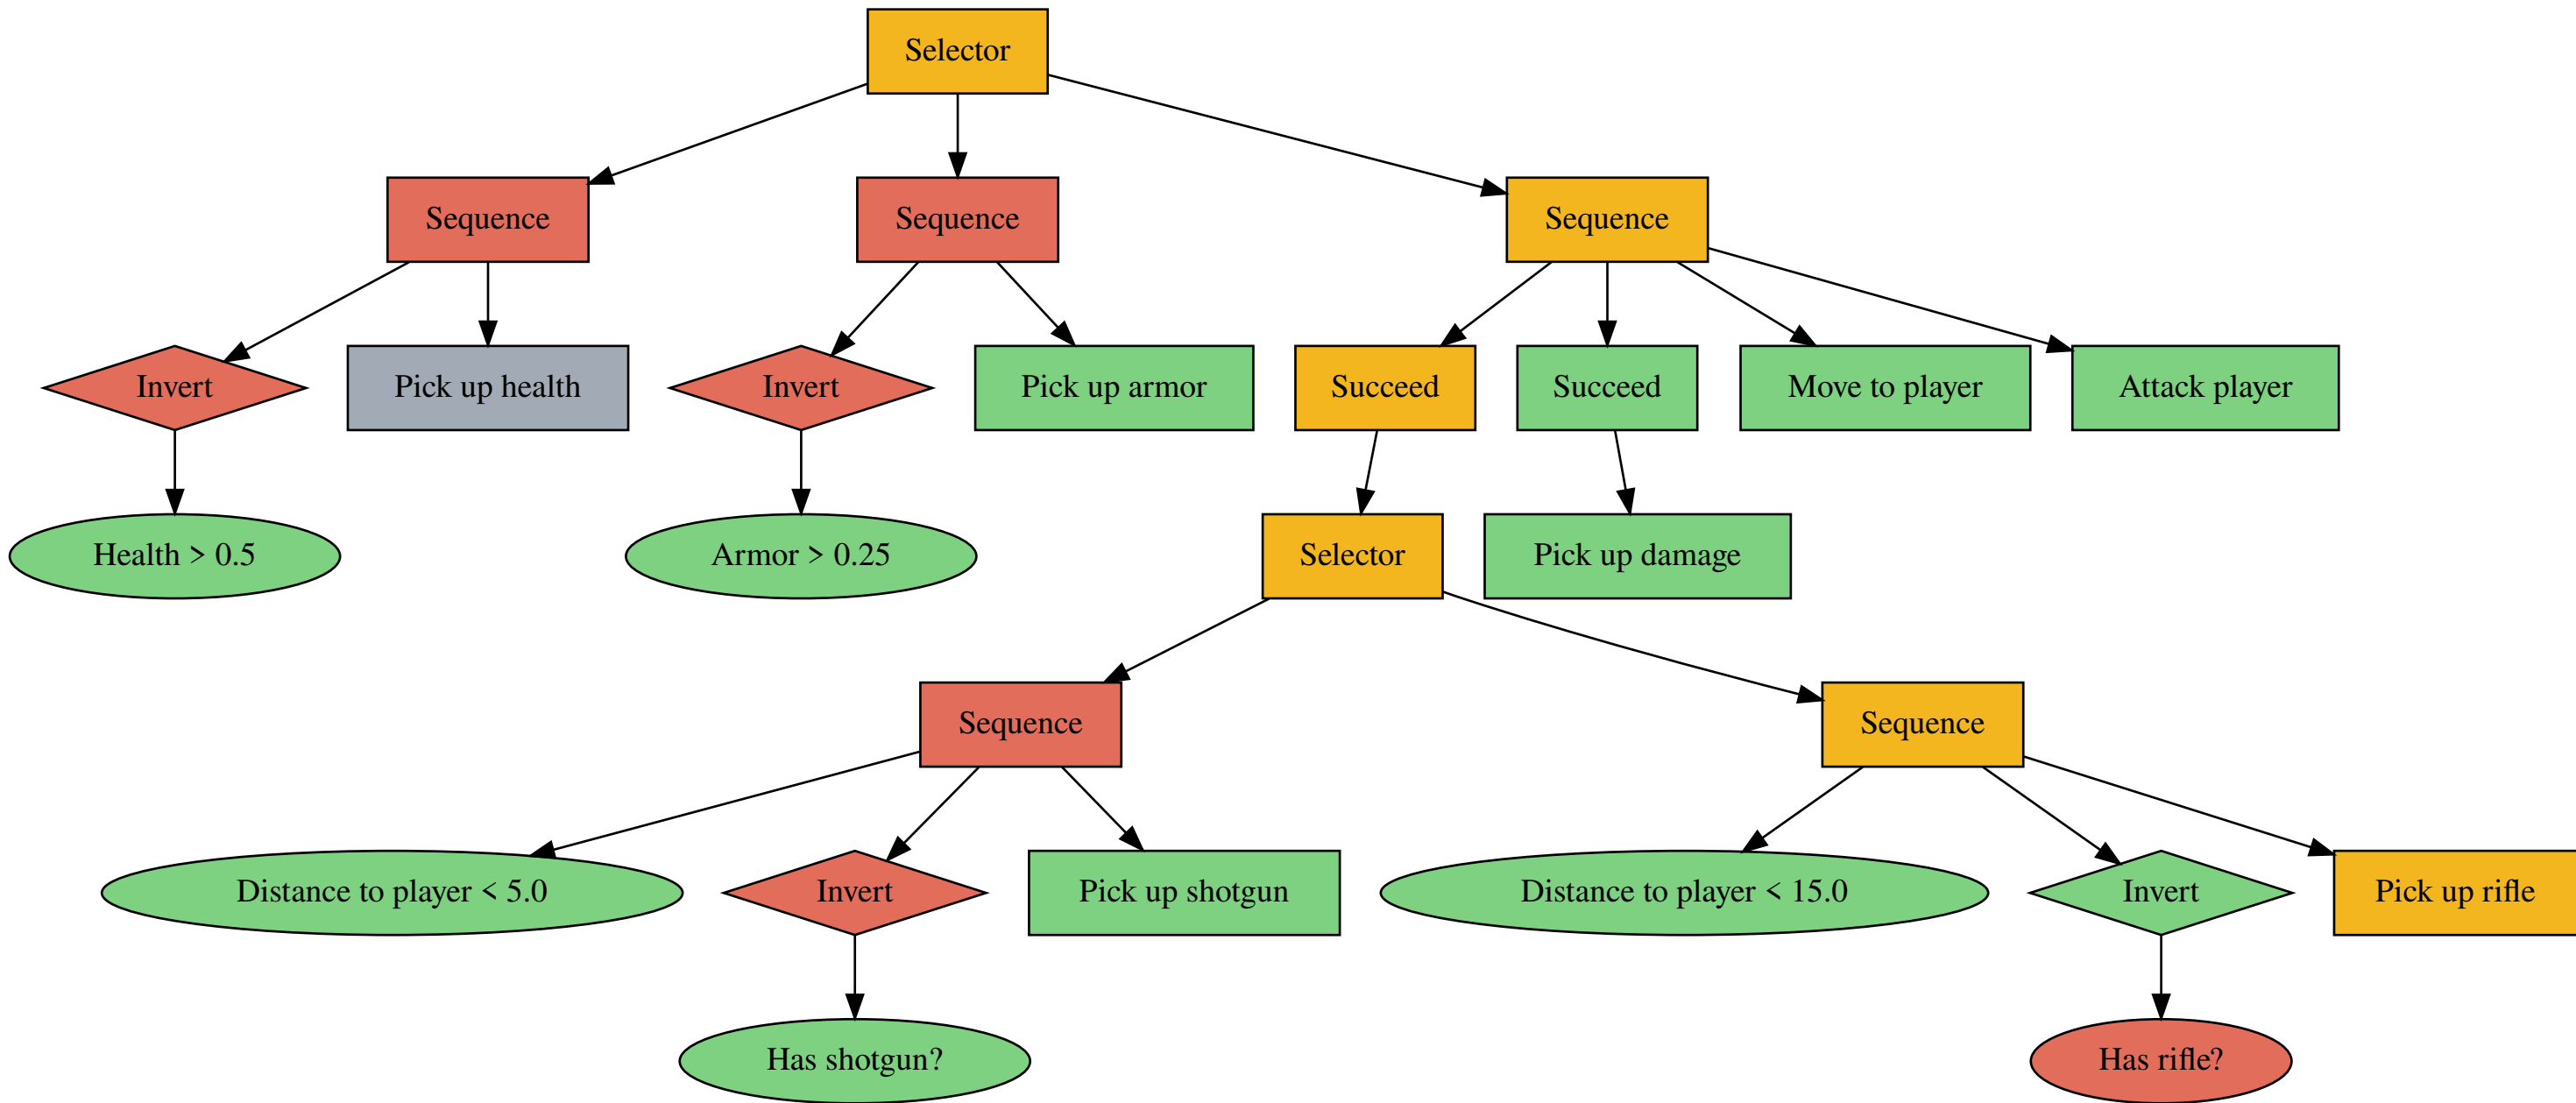 Selector
Sequence
Sequence
Sequence
Invert
Pick up health
Invert
Pick up armor
Succeed
Succeed
Move to player
Attack player
Health > 0.5
Armor > 0.25
Selector
Pick up damage
Sequence
Sequence
Distance to player < 5.0
Invert
Pick up shotgun
Distance to player < 15.0
Invert
Pick up rifle
Has shotgun?
Has rifle?